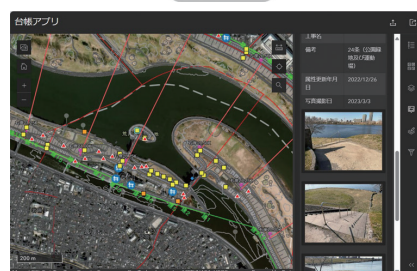 台帳アプリ
工事名
備考
24条（公園緑地及び運動場）
属性更新年月日
2022/12/26
写真撮影日
2023/3/3
200 m